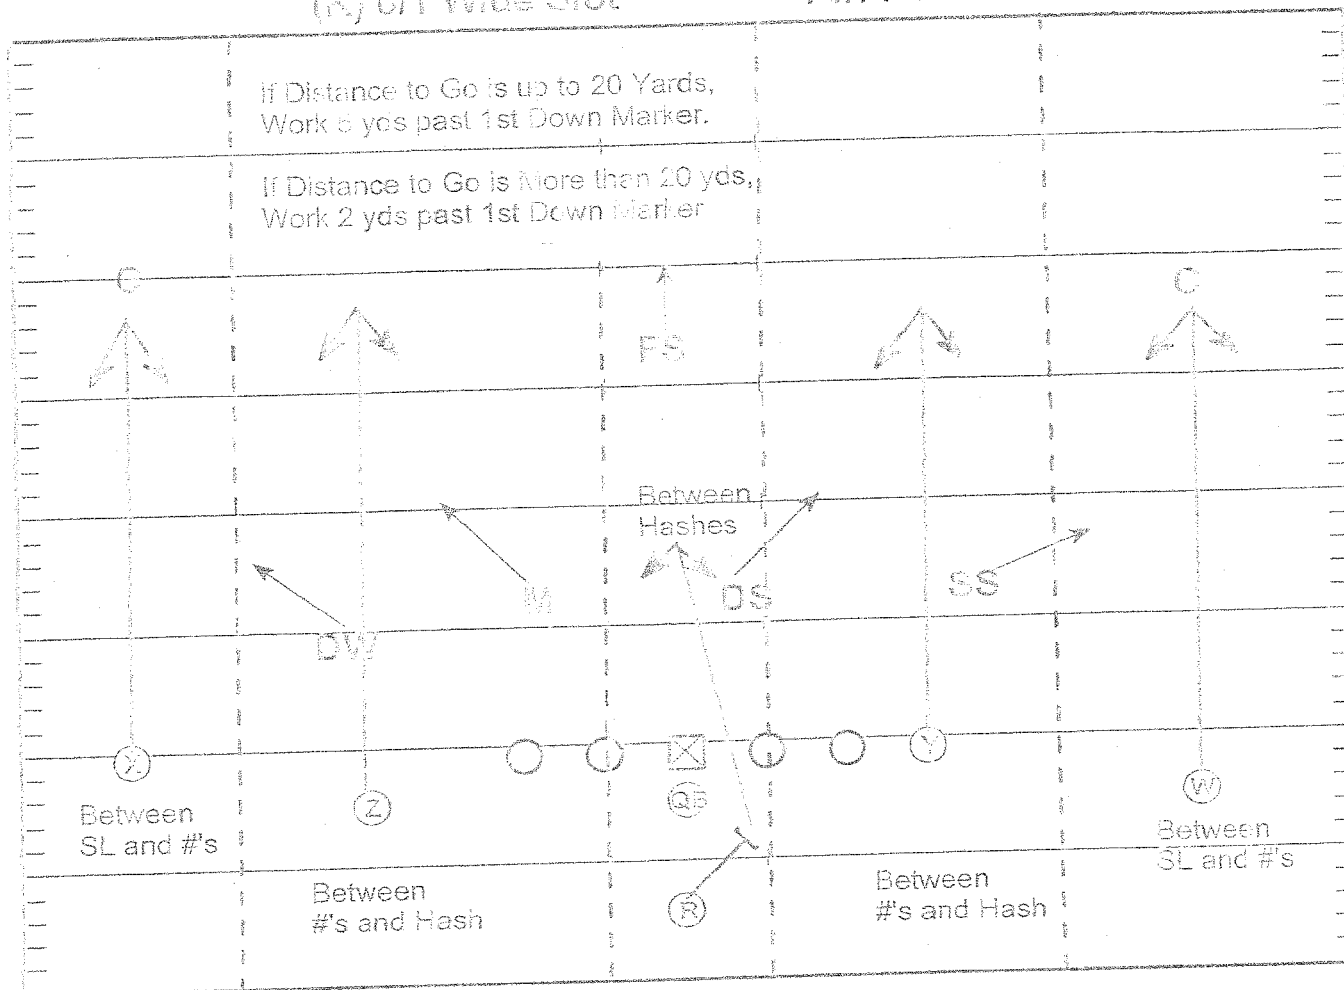 Wide Slot
If Distance to Go is up to 20 Yards,
Work 5 yds past 1st Down Marker.
If Distance to Go is More than 20 yds,
Work 2 yds past 1st Down Marker
C
C
FS
Between
Hashes
M
DS
SS
DW
X
Z
QB
Y
W
R
Between
SL and #'s
Between
#'s and Hash
Between
#'s and Hash
Between
SL and #'s